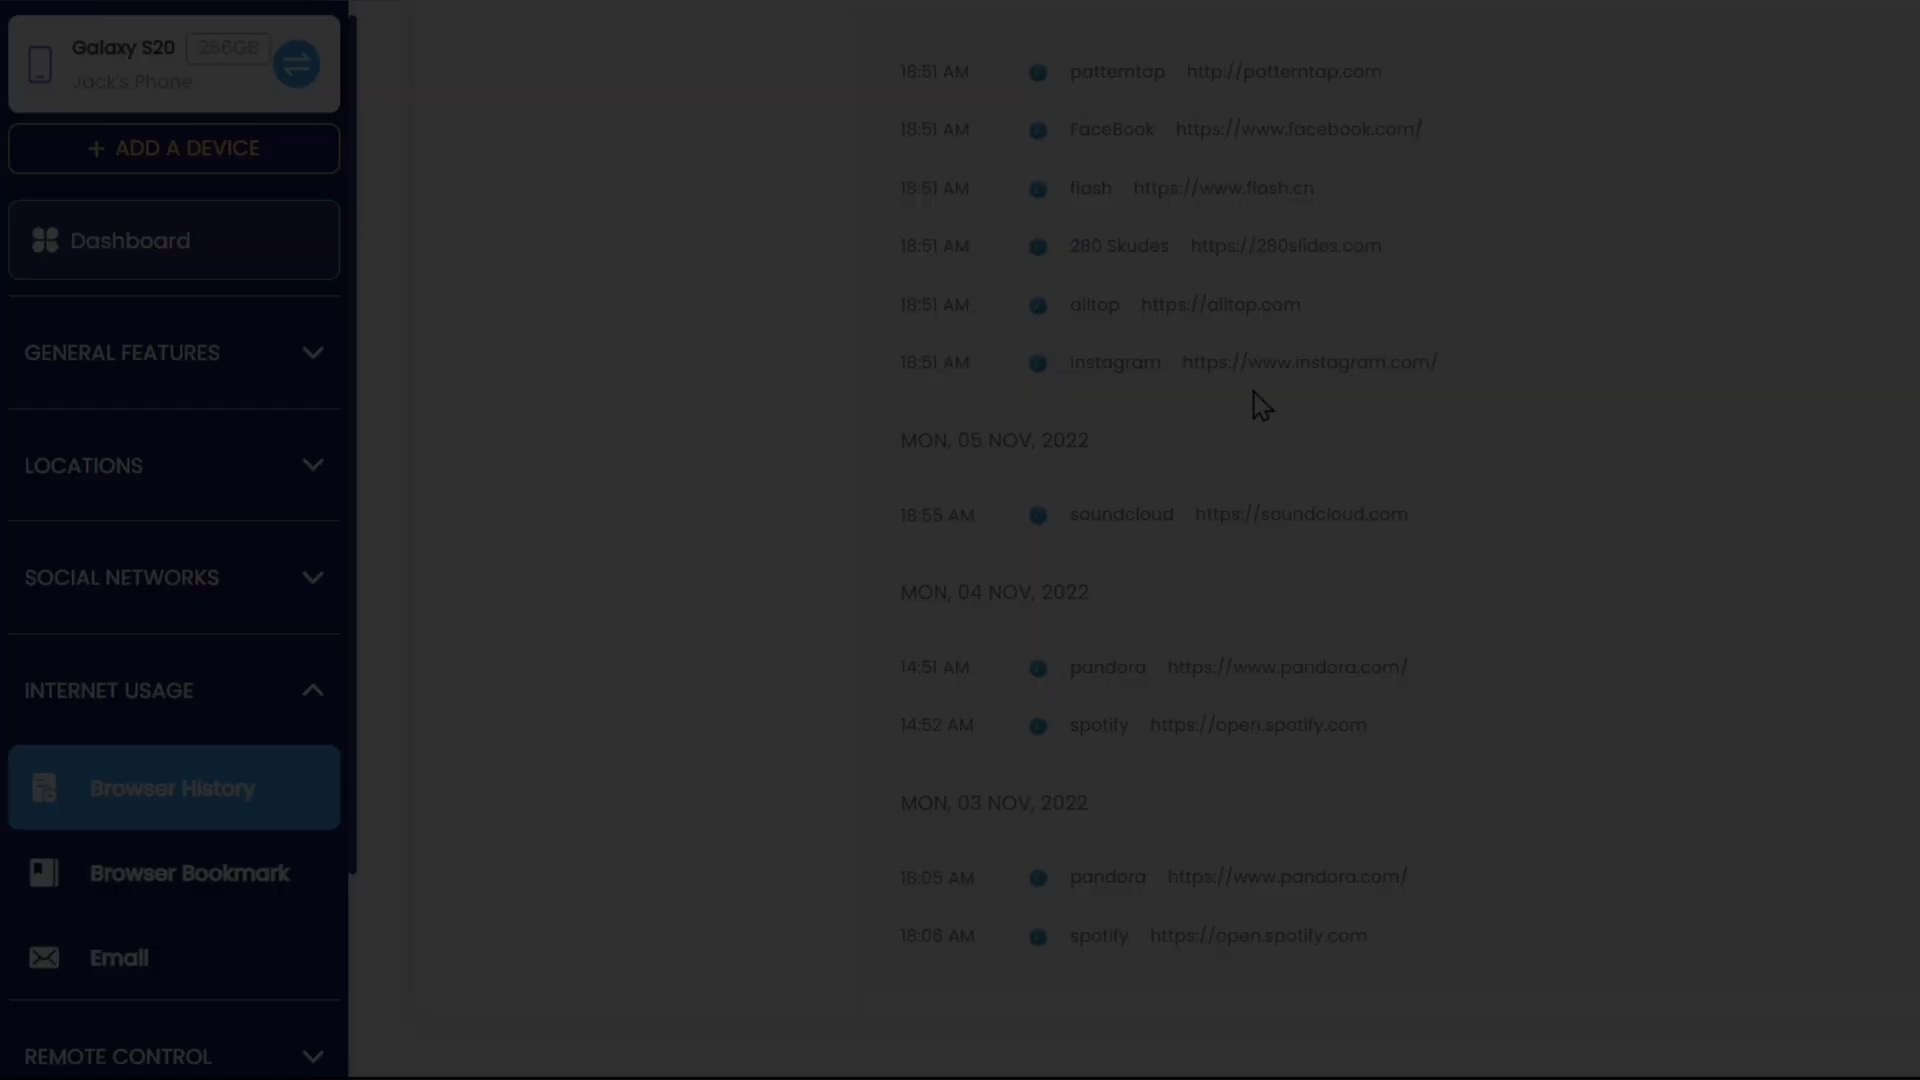 Galaxy S20 256GB
Jack's Phone
+ ADD A DEVICE
Dashboard
GENERAL FEATURES
LOCATIONS
SOCIAL NETWORKS
INTERNET USAGE
Browser History
Browser Bookmark
Email
REMOTE CONTROL
18:51 AM patterntap http://patterntap.com
18:51 AM FaceBook https://www.facebook.com/
18:51 AM flash https://www.flash.cn
18:51 AM 280 Skudes https://280slides.com
18:51 AM alltop https://alltop.com
18:51 AM instagram https://www.instagram.com/
MON, 05 NOV, 2022
18:55 AM soundcloud https://soundcloud.com
MON, 04 NOV, 2022
14:51 AM pandora https://www.pandora.com/
14:52 AM spotify https://open.spotify.com
MON, 03 NOV, 2022
18:05 AM pandora https://www.pandora.com/
18:08 AM spotify https://open.spotify.com